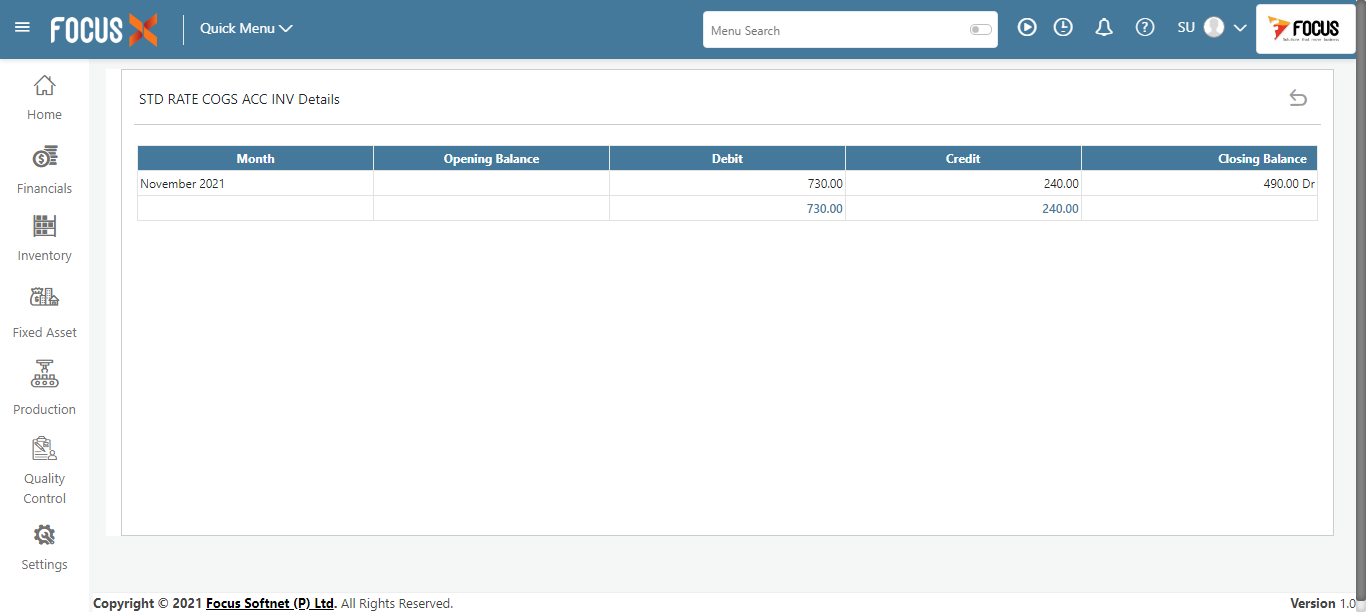 FOCUS X
Quick Menu
Menu Search
SU
FOCUS
Home
Financials
Inventory
Fixed Asset
Production
Quality
Control
Settings
STD RATE COGS ACC INV Details
Month Opening Balance Debit Credit Closing Balance
November 2021 730.00 240.00 490.00 Dr
730.00 240.00
Copyright © 2021 Focus Softnet (P) Ltd. All Rights Reserved.
Version 1.0